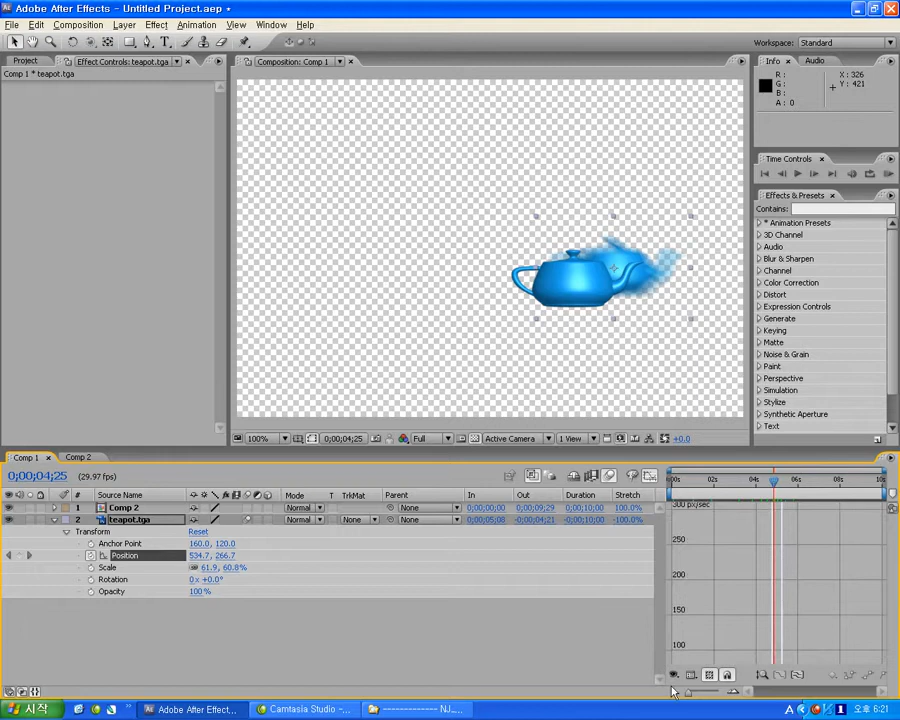 Adobe After Effects - Untitled Project.aep *
File Edit Composition Layer Effect Animation View Window Help
Workspace: Standard
Project Effect Controls: teapot.tga
Comp 1 * teapot.tga
Composition: Comp 1
Info Audio
R :
G :
B :
A : 0
X : 326
Y : 421
Time Controls
Effects & Presets
Contains:
* Animation Presets
3D Channel
Audio
Blur & Sharpen
Channel
Color Correction
Distort
Expression Controls
Generate
Keying
Matte
Noise & Grain
Paint
Perspective
Simulation
Stylize
Synthetic Aperture
Text
100% 0;00;04;25 Full Active Camera 1 View +0.0
Comp 1 Comp 2
0;00;04;25 (29.97 fps)
# Source Name Mode T TrkMat Parent In Out Duration Stretch
:00s 02s 04s 06s 08s 10s
1 Comp 2 Normal None 0;00;00;00 0;00;09;29 0;00;10;00 100.0%
2 teapot.tga Normal None None 0;00;05;08 -0;00;04;21 -0;00;10;00 -100.0%
Transform Reset
Anchor Point 160.0, 120.0
Position 534.7, 266.7
Scale 61.9, 60.8%
Rotation 0 x +0.0°
Opacity 100 %
300 px/sec
250
200
150
100
시작 Adobe After Effect... Camtasia Studio - ... NJ,... A 오후 6:21